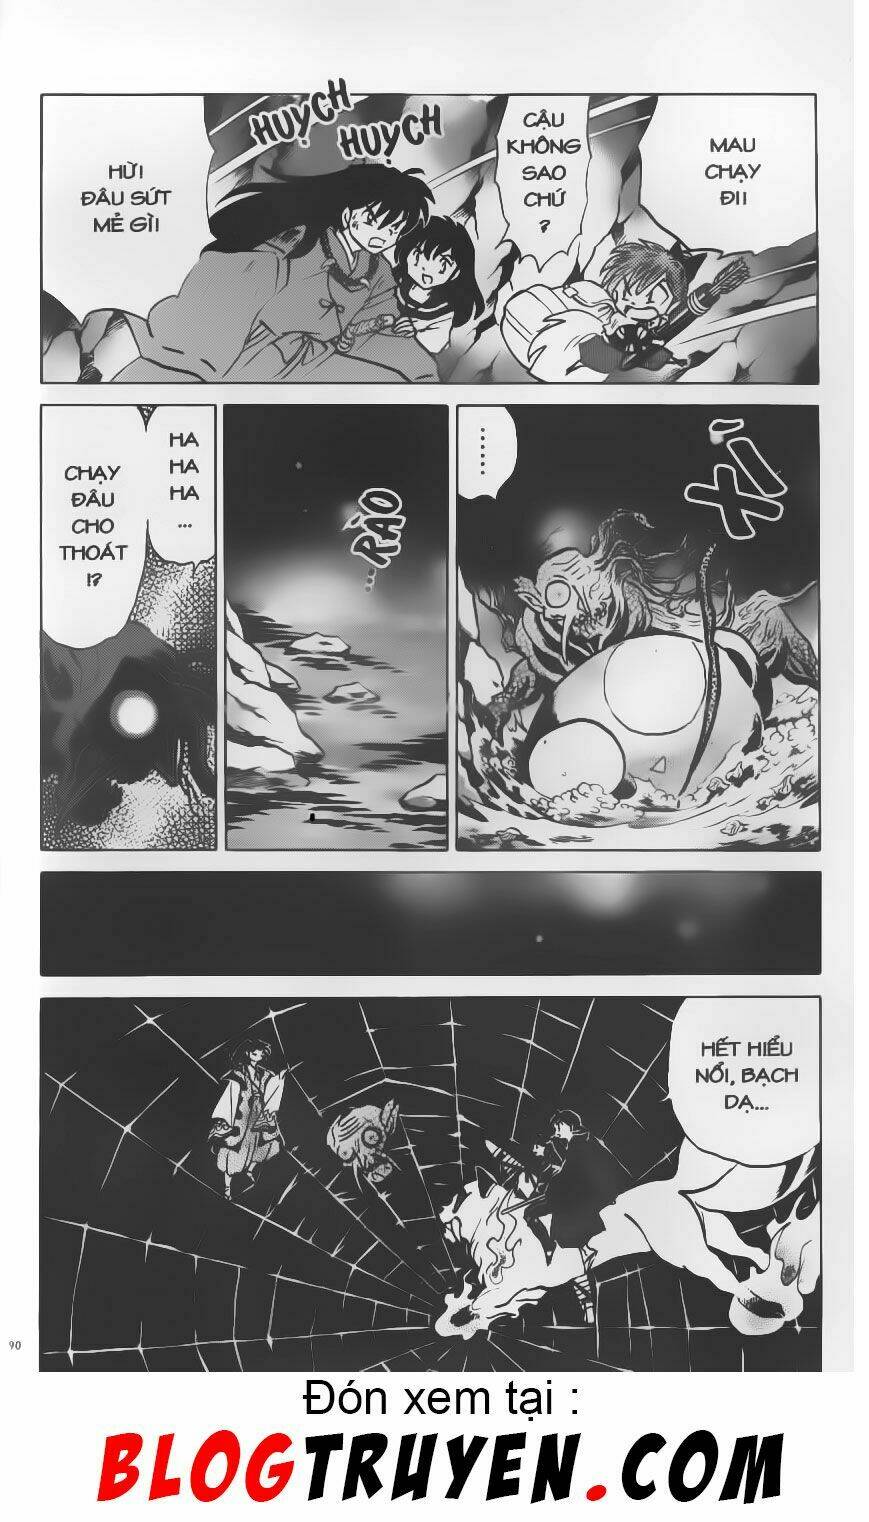 MAU
CHẠY
ĐI!
CẬU
KHÔNG
SAO
CHỨ
?
HUỴCH
HUỴCH
HỪ!
ĐÂU SỨT
MẺ GÌ!
........
XÌ
RÀO
...
HA
HA
HA
...
CHẠY
ĐÂU
CHO
THOÁT
!?
HẾT HIỂU
NỔI, BẠCH
DẠ...
90
Đón xem tại :
BLOGTRUYEN.COM